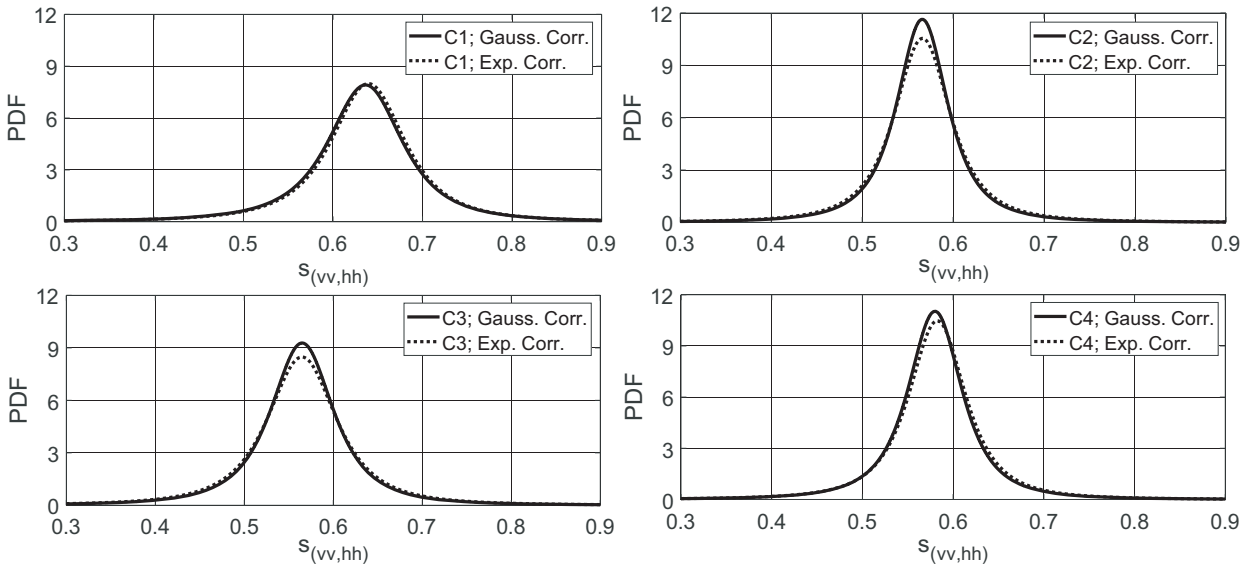 12
9
6
3
0
PDF
C1; Gauss. Corr.
C1; Exp. Corr.
0.3 0.4 0.5 0.6 0.7 0.8 0.9
s(vv,hh)
12
9
6
3
0
PDF
C2; Gauss. Corr.
C2; Exp. Corr.
0.3 0.4 0.5 0.6 0.7 0.8 0.9
s(vv,hh)
12
9
6
3
0
PDF
C3; Gauss. Corr.
C3; Exp. Corr.
0.3 0.4 0.5 0.6 0.7 0.8 0.9
s(vv,hh)
12
9
6
3
0
PDF
C4; Gauss. Corr.
C4; Exp. Corr.
0.3 0.4 0.5 0.6 0.7 0.8 0.9
s(vv,hh)